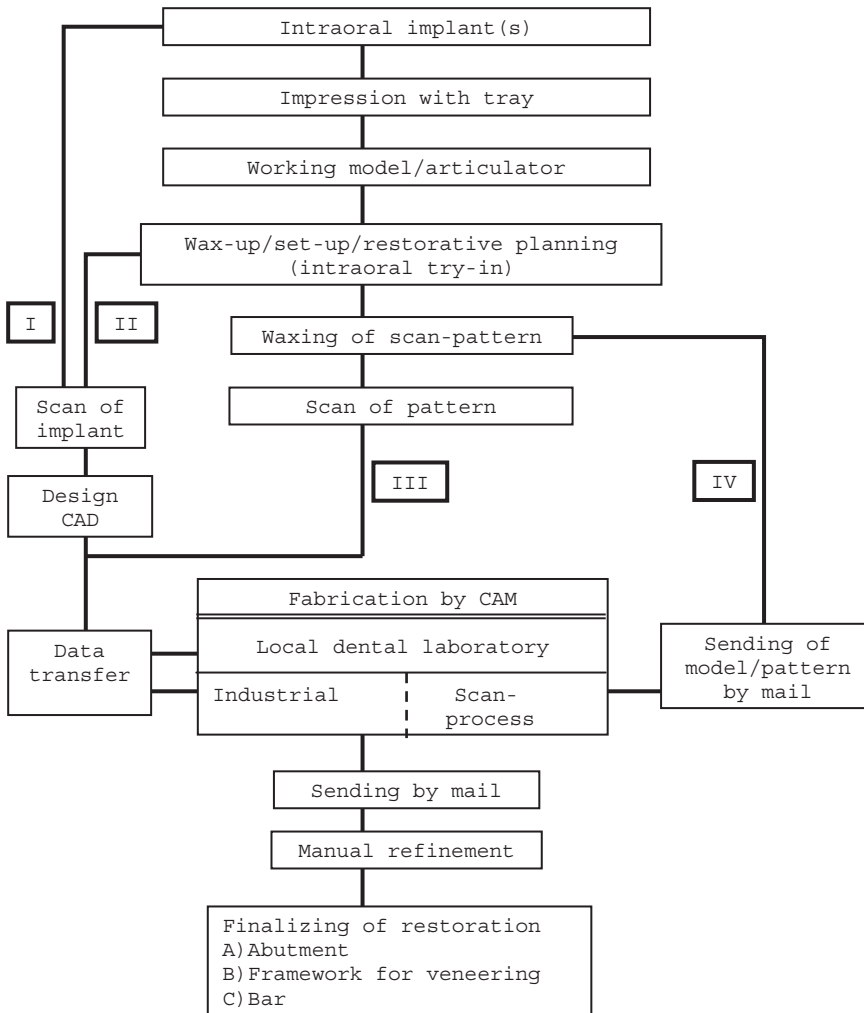 Intraoral implant(s)
Impression with tray
Working model/articulator
Wax-up/set-up/restorative planning
(intraoral try-in)
I
II
Waxing of scan-pattern
Scan of
implant
Scan of pattern
III
IV
Design
CAD
Fabrication by CAM
Data
transfer
Local dental laboratory
Sending of
model/pattern
by mail
Industrial
Scan-
process
Sending by mail
Manual refinement
Finalizing of restoration
A)Abutment
B)Framework for veneering
C)Bar